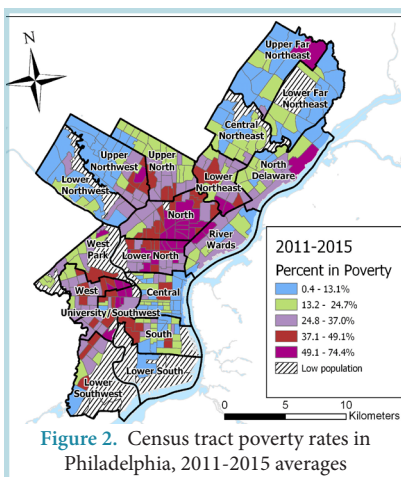 N
Upper Far
Northeast
Lower Far
Northeast
Central
Northeast
Upper
Northwest
Upper
North
Lower
Northwest
Lower
Northeast
North
Delaware
North
River
Wards
West
Park
Lower North
West
Central
University/Southwest
South
Lower South
Lower
Southwest
2011-2015
Percent in Poverty
0.4 - 13.1%
13.2 - 24.7%
24.8 - 37.0%
37.1 - 49.1%
49.1 - 74.4%
Low population
0 5 10
Kilometers
Figure 2. Census tract poverty rates in
Philadelphia, 2011-2015 averages